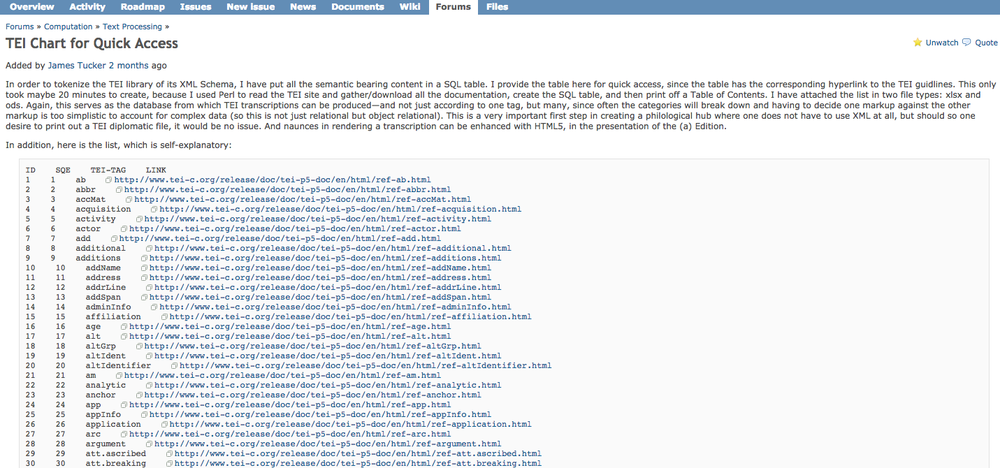 Overview Activity Roadmap Issues New issue News Documents Wiki Forums Files
Forums » Computation » Text Processing »
TEI Chart for Quick Access
Unwatch Quote
Added by James Tucker 2 months ago
In order to tokenize the TEI library of its XML Schema, I have put all the semantic bearing content in a SQL table. I provide the table here for quick access, since the table has the corresponding hyperlink to the TEI guidlines. This only
took maybe 20 minutes to create, because I used Perl to read the TEI site and gather/download all the documentation, create the SQL table, and then print off a Table of Contents. I have attached the list in two file types: xlsx and
ods. Again, this serves as the database from which TEI transcriptions can be produced—and not just according to one tag, but many, since often the categories will break down and having to decide one markup against the other
markup is too simplistic to account for complex data (so this is not just relational but object relational). This is a very important first step in creating a philological hub where one does not have to use XML at all, but should so one
desire to print out a TEI diplomatic file, it would be no issue. And naunces in rendering a transcription can be enhanced with HTML5, in the presentation of the (a) Edition.
In addition, here is the list, which is self-explanatory:
ID SQE TEI-TAG LINK
1 1 ab http://www.tei-c.org/release/doc/tei-p5-doc/en/html/ref-ab.html
2 2 abbr http://www.tei-c.org/release/doc/tei-p5-doc/en/html/ref-abbr.html
3 3 accMat http://www.tei-c.org/release/doc/tei-p5-doc/en/html/ref-accMat.html
4 4 acquisition http://www.tei-c.org/release/doc/tei-p5-doc/en/html/ref-acquisition.html
5 5 activity http://www.tei-c.org/release/doc/tei-p5-doc/en/html/ref-activity.html
6 6 actor http://www.tei-c.org/release/doc/tei-p5-doc/en/html/ref-actor.html
7 7 add http://www.tei-c.org/release/doc/tei-p5-doc/en/html/ref-add.html
8 8 additional http://www.tei-c.org/release/doc/tei-p5-doc/en/html/ref-additional.html
9 9 additions http://www.tei-c.org/release/doc/tei-p5-doc/en/html/ref-additions.html
10 10 addName http://www.tei-c.org/release/doc/tei-p5-doc/en/html/ref-addName.html
11 11 address http://www.tei-c.org/release/doc/tei-p5-doc/en/html/ref-address.html
12 12 addrLine http://www.tei-c.org/release/doc/tei-p5-doc/en/html/ref-addrLine.html
13 13 addSpan http://www.tei-c.org/release/doc/tei-p5-doc/en/html/ref-addSpan.html
14 14 adminInfo http://www.tei-c.org/release/doc/tei-p5-doc/en/html/ref-adminInfo.html
15 15 affiliation http://www.tei-c.org/release/doc/tei-p5-doc/en/html/ref-affiliation.html
16 16 age http://www.tei-c.org/release/doc/tei-p5-doc/en/html/ref-age.html
17 17 alt http://www.tei-c.org/release/doc/tei-p5-doc/en/html/ref-alt.html
18 18 altGrp http://www.tei-c.org/release/doc/tei-p5-doc/en/html/ref-altGrp.html
19 19 altIdent http://www.tei-c.org/release/doc/tei-p5-doc/en/html/ref-altIdent.html
20 20 altIdentifier http://www.tei-c.org/release/doc/tei-p5-doc/en/html/ref-altIdentifier.html
21 21 am http://www.tei-c.org/release/doc/tei-p5-doc/en/html/ref-am.html
22 22 analytic http://www.tei-c.org/release/doc/tei-p5-doc/en/html/ref-analytic.html
23 23 anchor http://www.tei-c.org/release/doc/tei-p5-doc/en/html/ref-anchor.html
24 24 app http://www.tei-c.org/release/doc/tei-p5-doc/en/html/ref-app.html
25 25 appInfo http://www.tei-c.org/release/doc/tei-p5-doc/en/html/ref-appInfo.html
26 26 application http://www.tei-c.org/release/doc/tei-p5-doc/en/html/ref-application.html
27 27 arc http://www.tei-c.org/release/doc/tei-p5-doc/en/html/ref-arc.html
28 28 argument http://www.tei-c.org/release/doc/tei-p5-doc/en/html/ref-argument.html
29 29 att.ascribed http://www.tei-c.org/release/doc/tei-p5-doc/en/html/ref-att.ascribed.html
30 30 att.breaking http://www.tei-c.org/release/doc/tei-p5-doc/en/html/ref-att.breaking.html